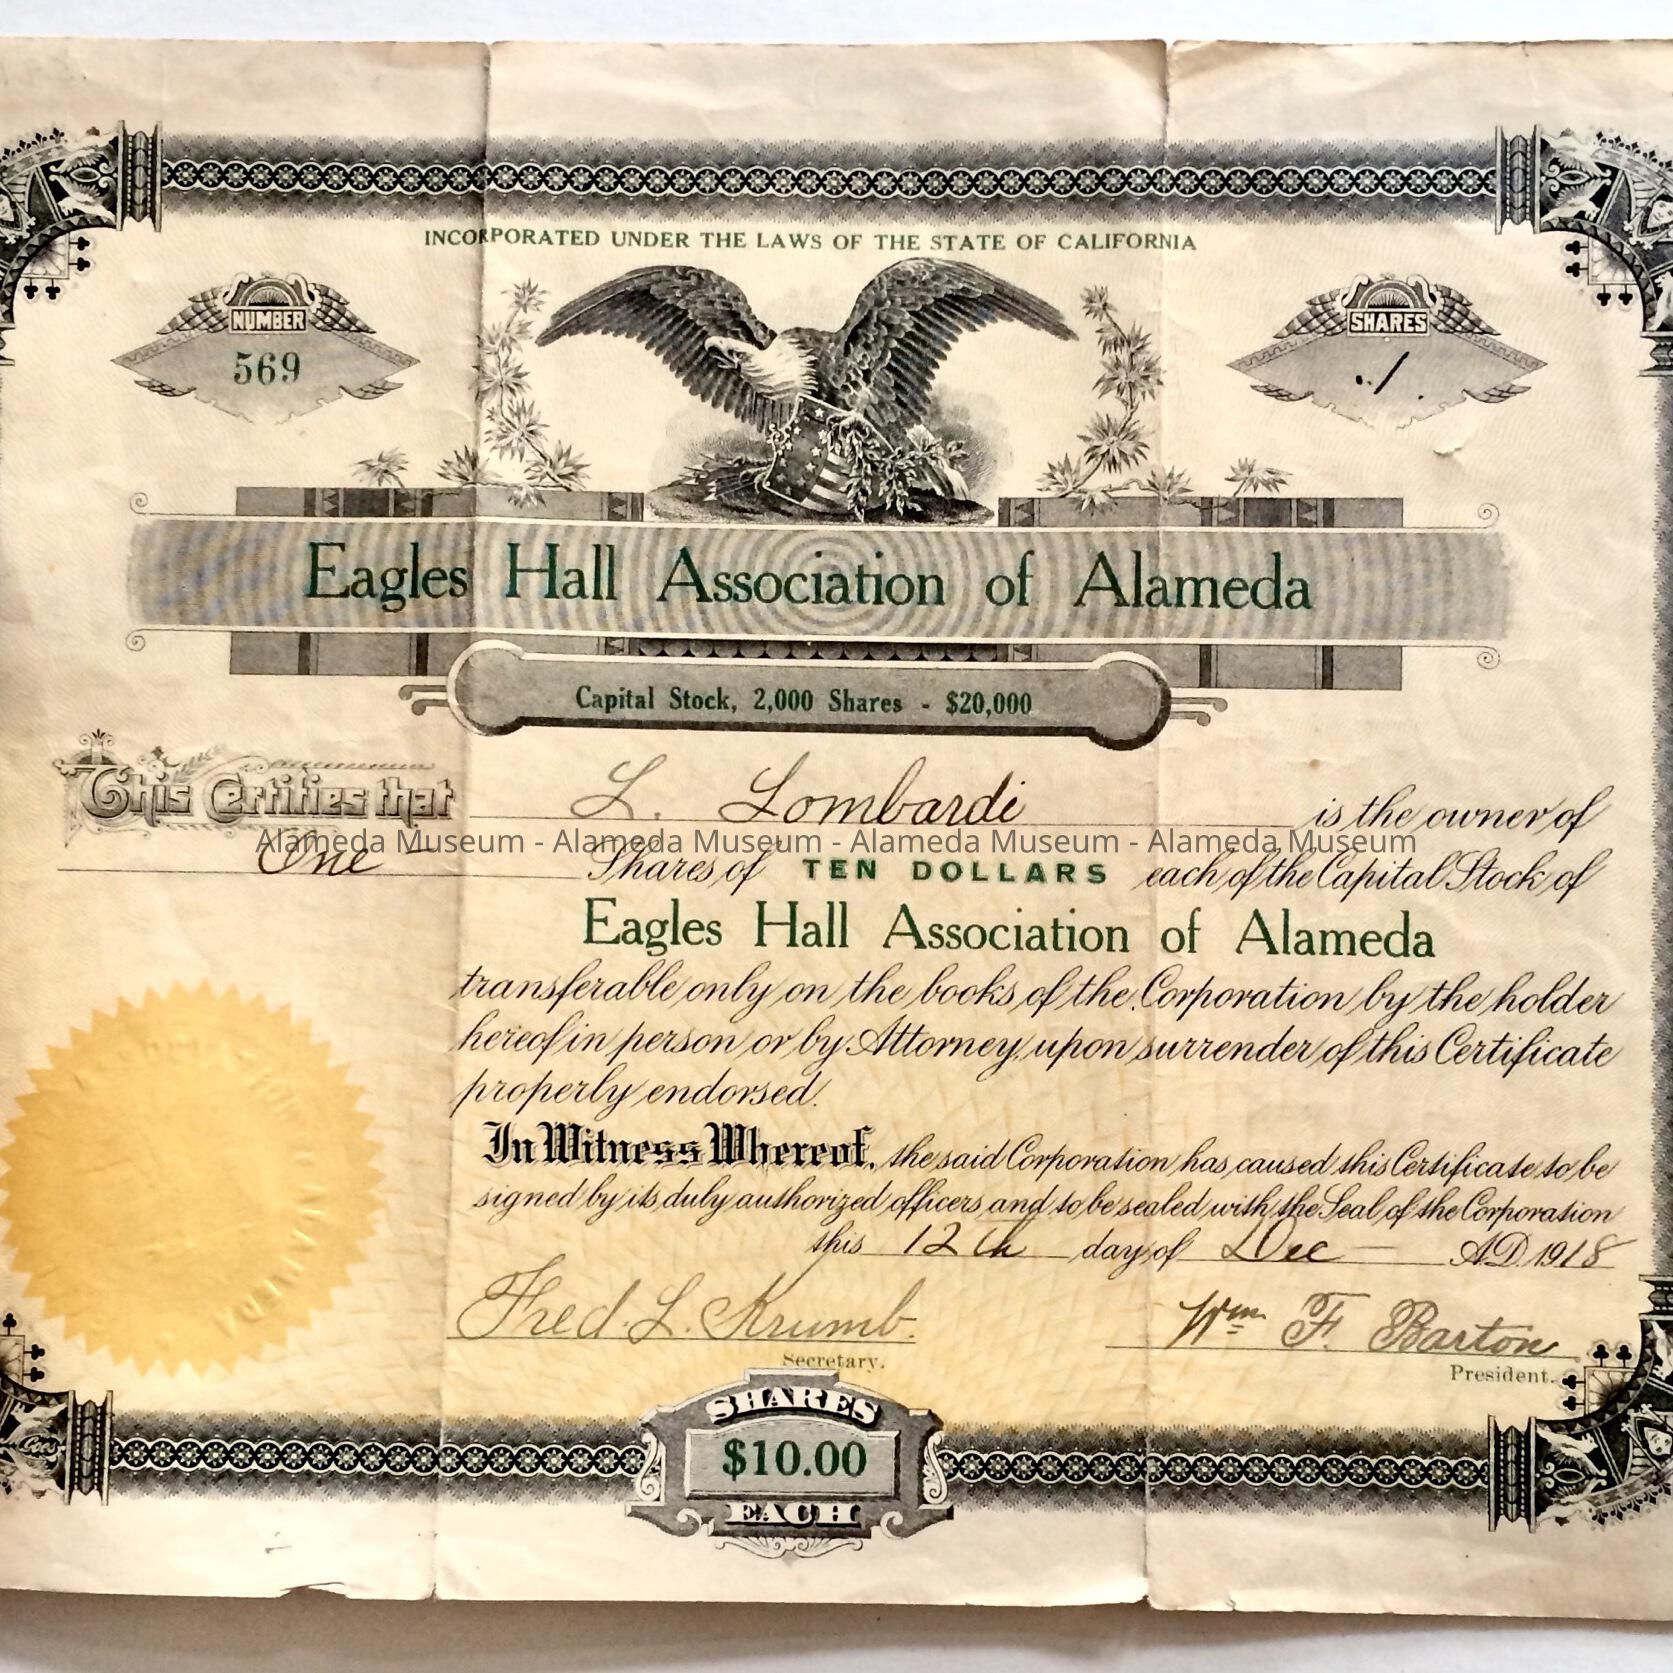 INCORPORATED UNDER THE LAWS OF THE STATE OF CALIFORNIA
NUMBER
569
SHARES
1
Eagles Hall Association of Alameda
Capital Stock, 2,000 Shares - $20,000
This Certifies that L. Lombardi is the owner of
Alameda Museum - Alameda Museum - Alameda Museum - Alameda Museum
One Shares of TEN DOLLARS each of the Capital Stock of
Eagles Hall Association of Alameda
transferable only on the books of the Corporation by the holder
hereof in person or by Attorney, upon surrender of this Certificate
properly endorsed.
In Witness Whereof, the said Corporation has caused this Certificate to be
signed by its duly authorized officers and to be sealed with the Seal of the Corporation
this 12th day of Dec A.D. 1918
Fred. L. Krumb.
Secretary.
Wm F. Barton
President.
SHARES
$10.00
EACH
Goes